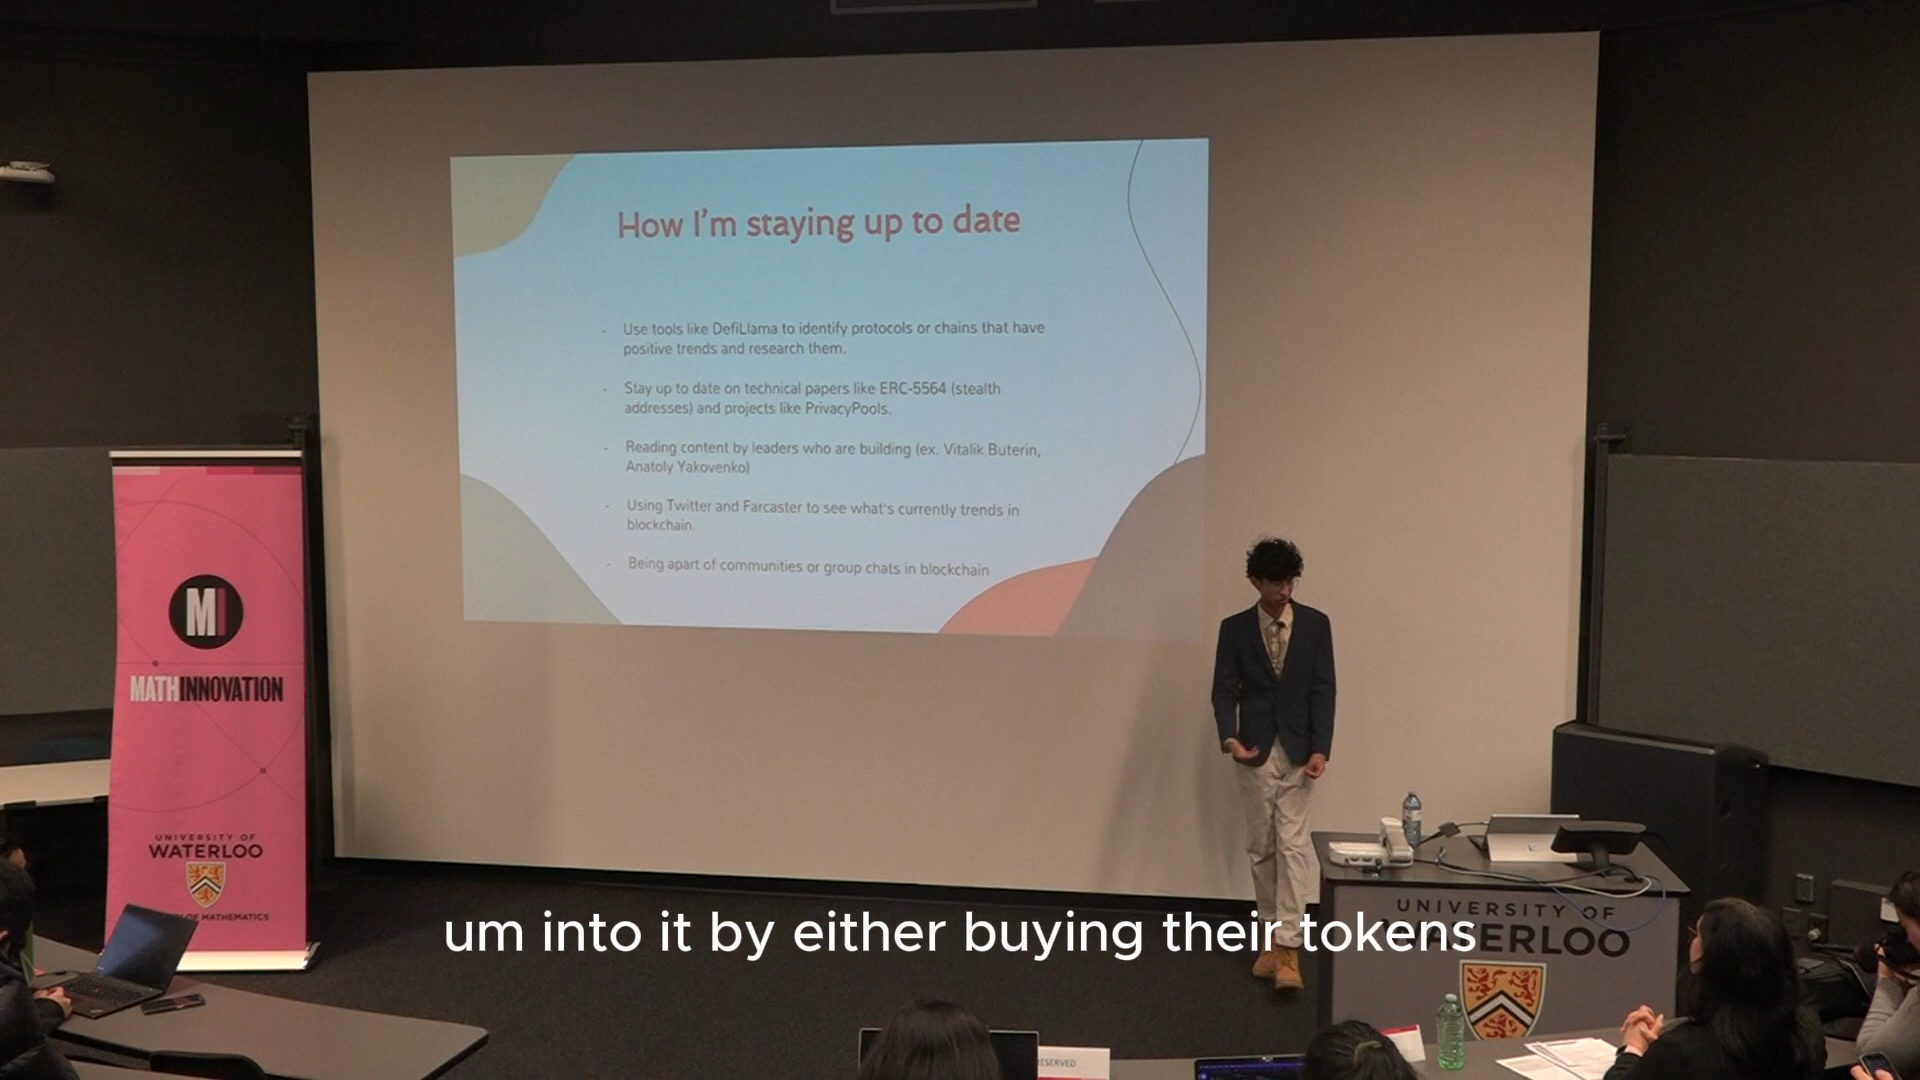 How I'm staying up to date
- Use tools like DefiLlama to identify protocols or chains that have
positive trends and research them.
- Stay up to date on technical papers like ERC-5564 (stealth
addresses) and projects like PrivacyPools.
- Reading content by leaders who are building (ex. Vitalik Buterin,
Anatoly Yakovenko)
- Using Twitter and Farcaster to see what's currently trends in
blockchain.
- Being apart of communities or group chats in blockchain
MI
MATHINNOVATION
UNIVERSITY OF
WATERLOO
OF MATHEMATICS
UNIVERSITY OF
WATERLOO
um into it by either buying their tokens
RESERVED